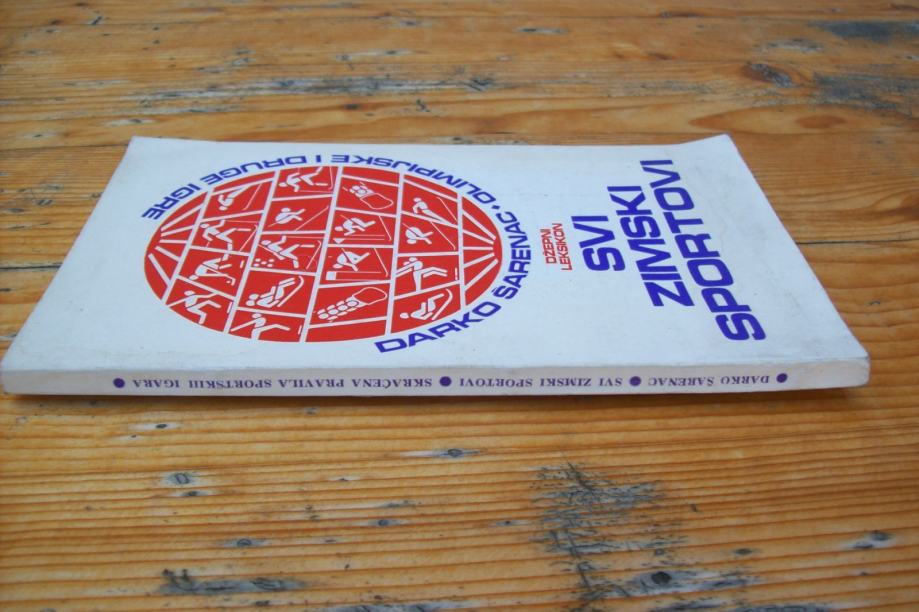 SVI
ZIMSKI
SPORTOVI
DŽEPNI
LEKSIKON
DARKO ŠARENAC • OLIMPIJSKE I DRUGE IGRE
DARKO ŠARENAC ● SVI ZIMSKI SPORTOVI ● SKRAĆENA PRAVILA SPORTSKIH IGARA ●